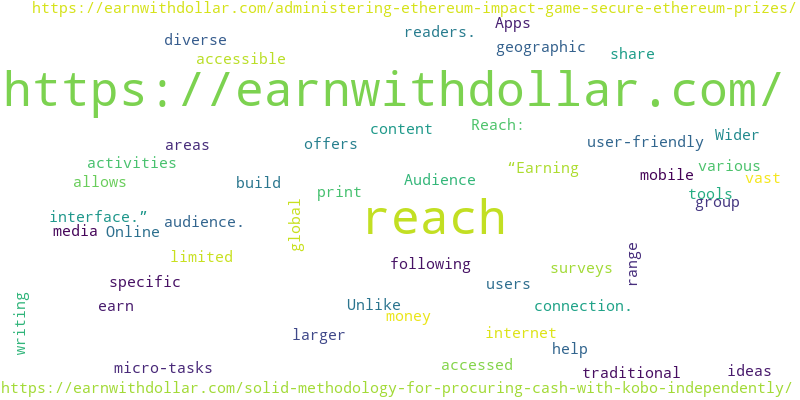 https://earnwithdollar.com/administering-ethereum-impact-game-secure-ethereum-prizes/
Apps
readers.
diverse
geographic
share
accessible
https://earnwithdollar.com/
Reach:
content
Wider
user-friendly
offers
areas
activities
various
“Earning
mobile
vast
allows
build
Audience
print
tools
group
reach
global
interface.”
audience.
media
Online
limited
range
following
surveys
specific
users
earn
Unlike
connection.
writing
money
larger
internet
help
accessed
micro-tasks
traditional
ideas
https://earnwithdollar.com/solid-methodology-for-procuring-cash-with-kobo-independently/